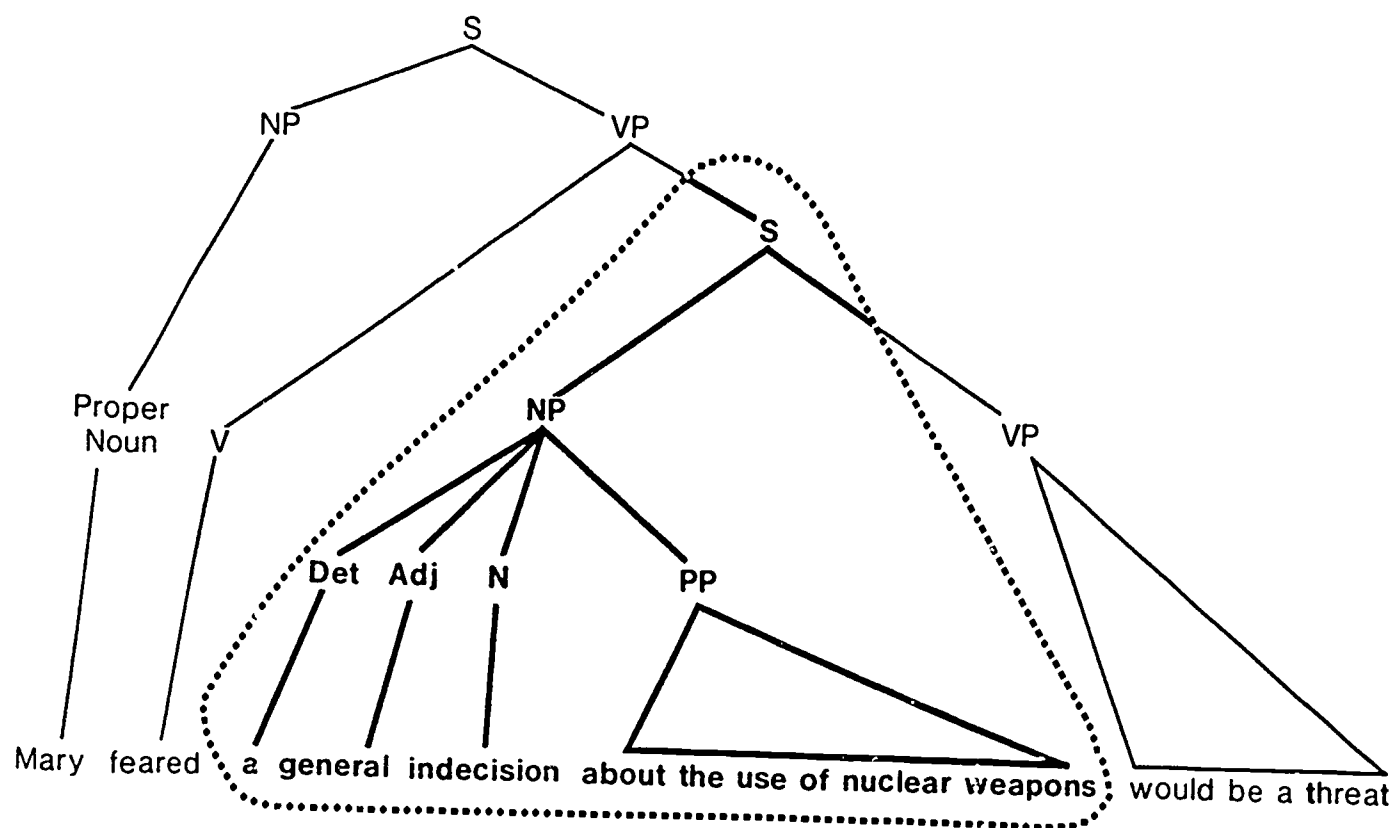 S
NP VP
S
Proper
Noun V NP VP
Det Adj N PP
Mary feared a general indecision about the use of nuclear weapons would be a threat